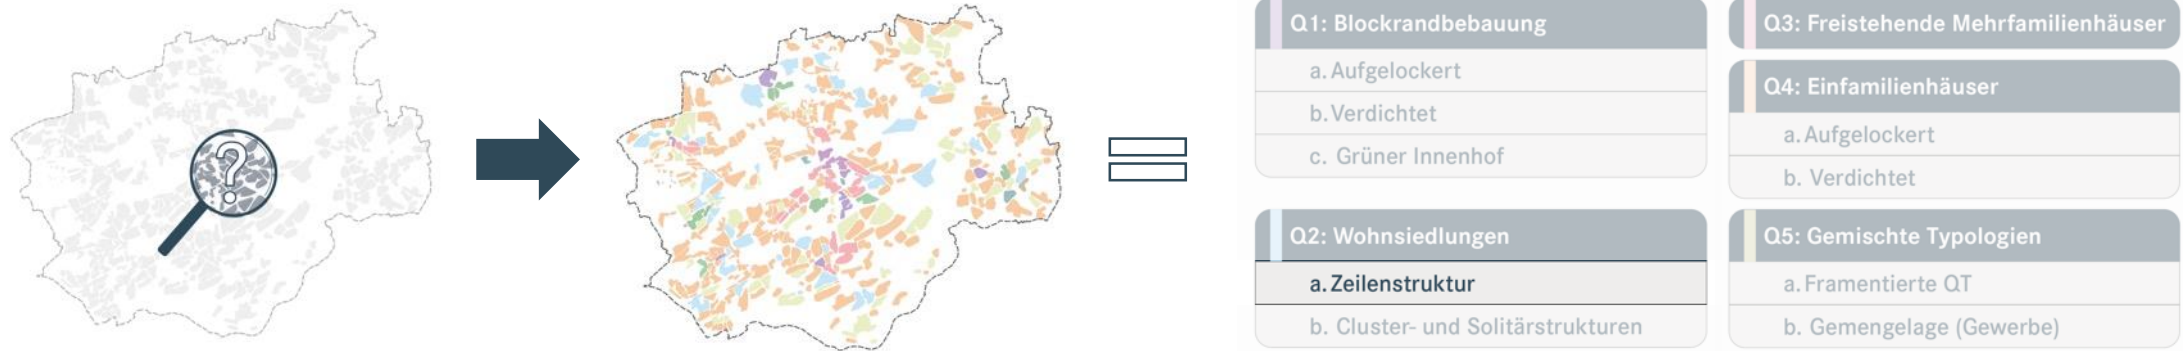 ?
Q1: Blockrandbebauung
a. Aufgelockert
b. Verdichtet
c. Grüner Innenhof
Q2: Wohnsiedlungen
a. Zeilenstruktur
b. Cluster- und Solitärstrukturen
Q3: Freistehende Mehrfamilienhäuser
Q4: Einfamilienhäuser
a. Aufgelockert
b. Verdichtet
Q5: Gemischte Typologien
a. Framentierte QT
b. Gemengelage (Gewerbe)